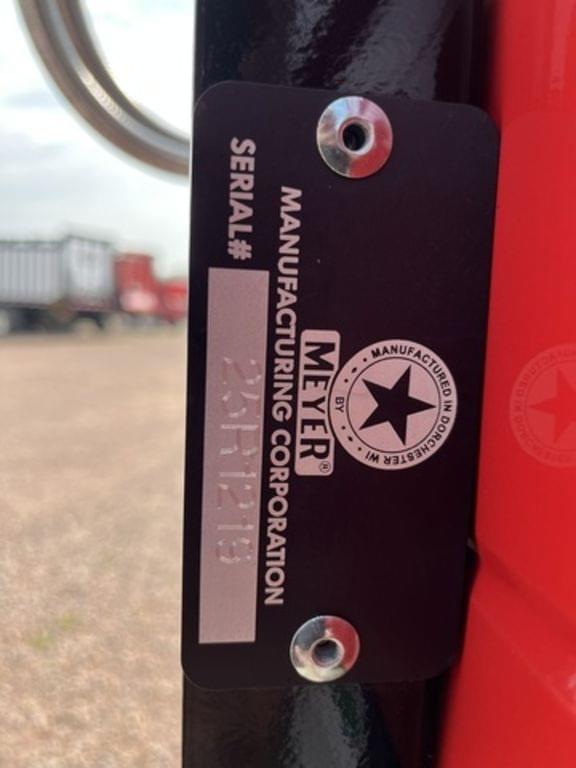 MANUFACTURED IN DORCHESTER WI
BY
MEYER®
MANUFACTURING CORPORATION
SERIAL#